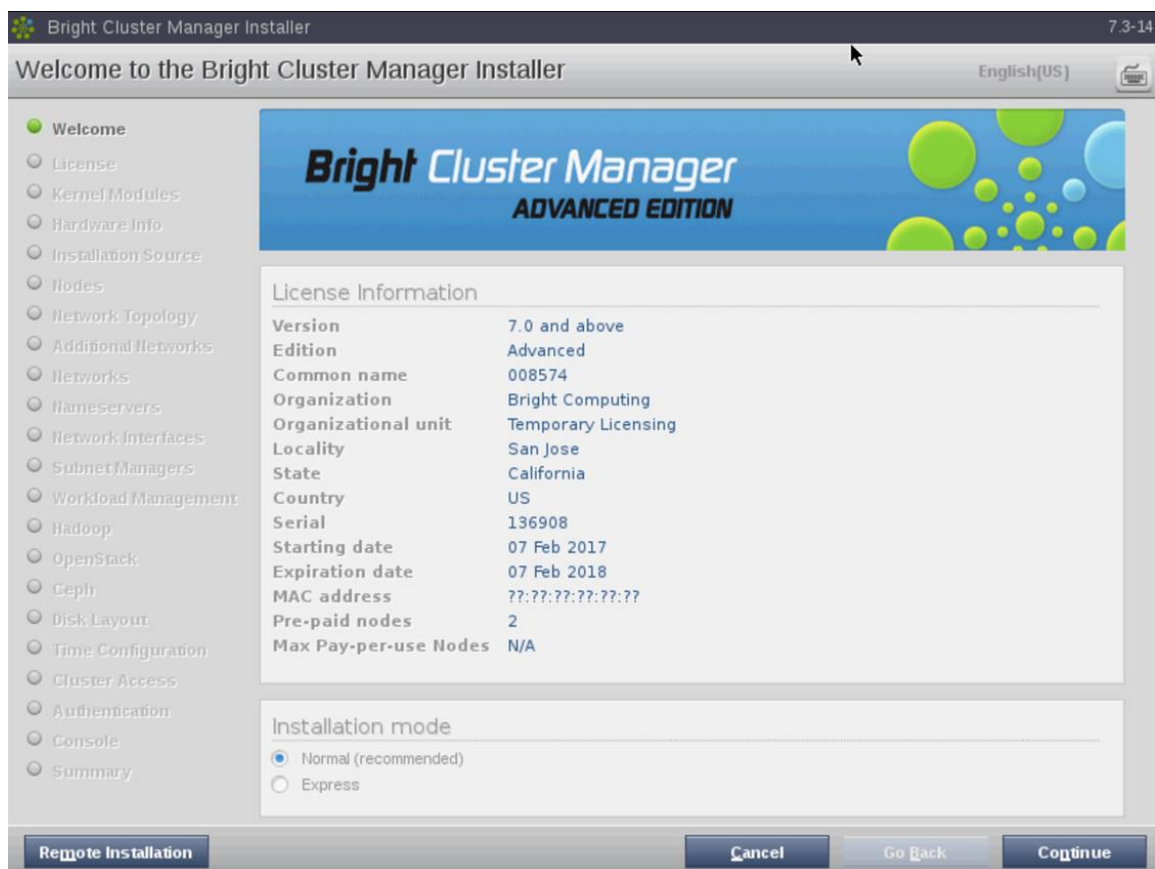 Bright Cluster Manager Installer 7.3-14
Welcome to the Bright Cluster Manager Installer English(US)
Welcome
License
Kernel Modules
Hardware Info
Installation Source
Nodes
Network Topology
Additional Networks
Networks
Nameservers
Network Interfaces
Subnet Managers
Workload Management
Hadoop
OpenStack
Ceph
Disk Layout
Time Configuration
Cluster Access
Authentication
Console
Summary
Bright Cluster Manager
ADVANCED EDITION
License Information
Version 7.0 and above
Edition Advanced
Common name 008574
Organization Bright Computing
Organizational unit Temporary Licensing
Locality San Jose
State California
Country US
Serial 136908
Starting date 07 Feb 2017
Expiration date 07 Feb 2018
MAC address ??:??:??:??:??:??
Pre-paid nodes 2
Max Pay-per-use Nodes N/A
Installation mode
Normal (recommended)
Express
Remote Installation Cancel Go Back Continue